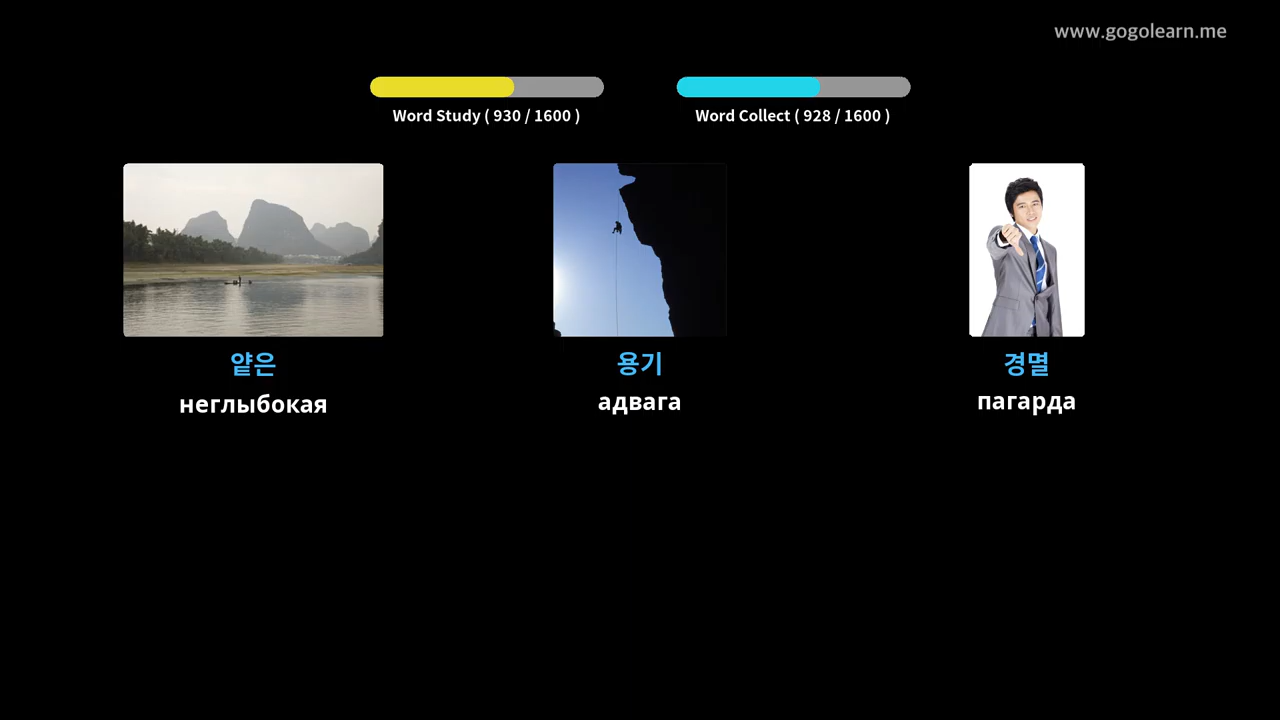 www.gogolearn.me
Word Study ( 930 / 1600 )
Word Collect ( 928 / 1600 )
얕은
용기
경멸
неглыбокая
адвага
пагарда